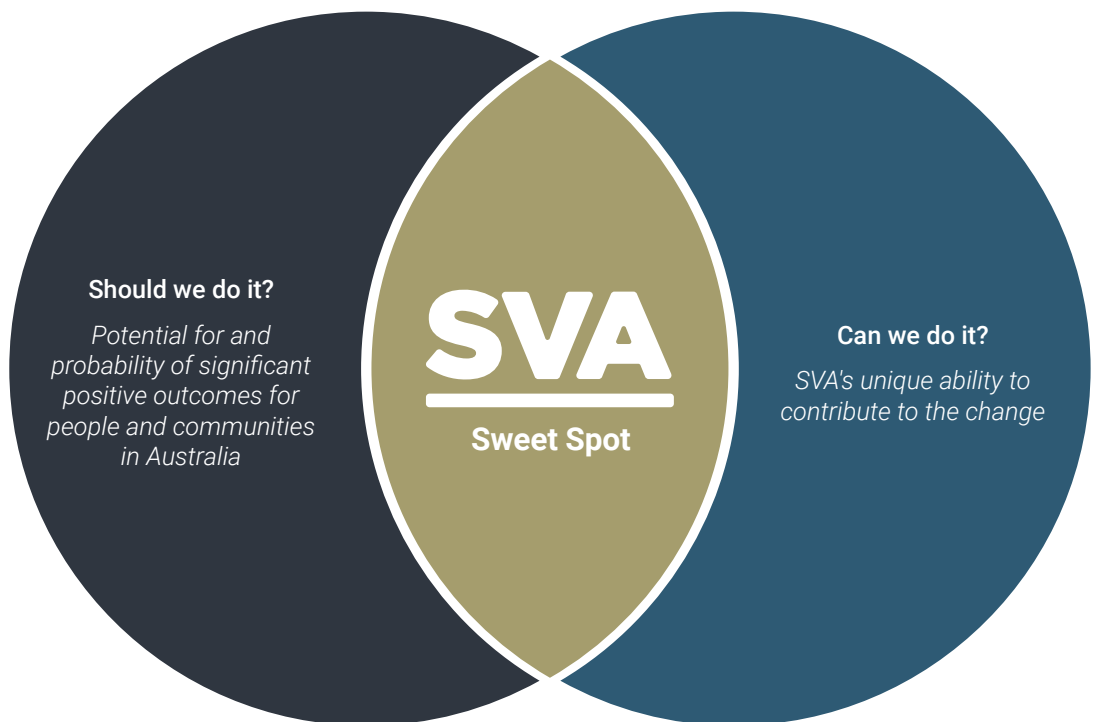 Should we do it?
Potential for and
probability of significant
positive outcomes for
people and communities
in Australia
SVA
Sweet Spot
Can we do it?
SVA's unique ability to
contribute to the change